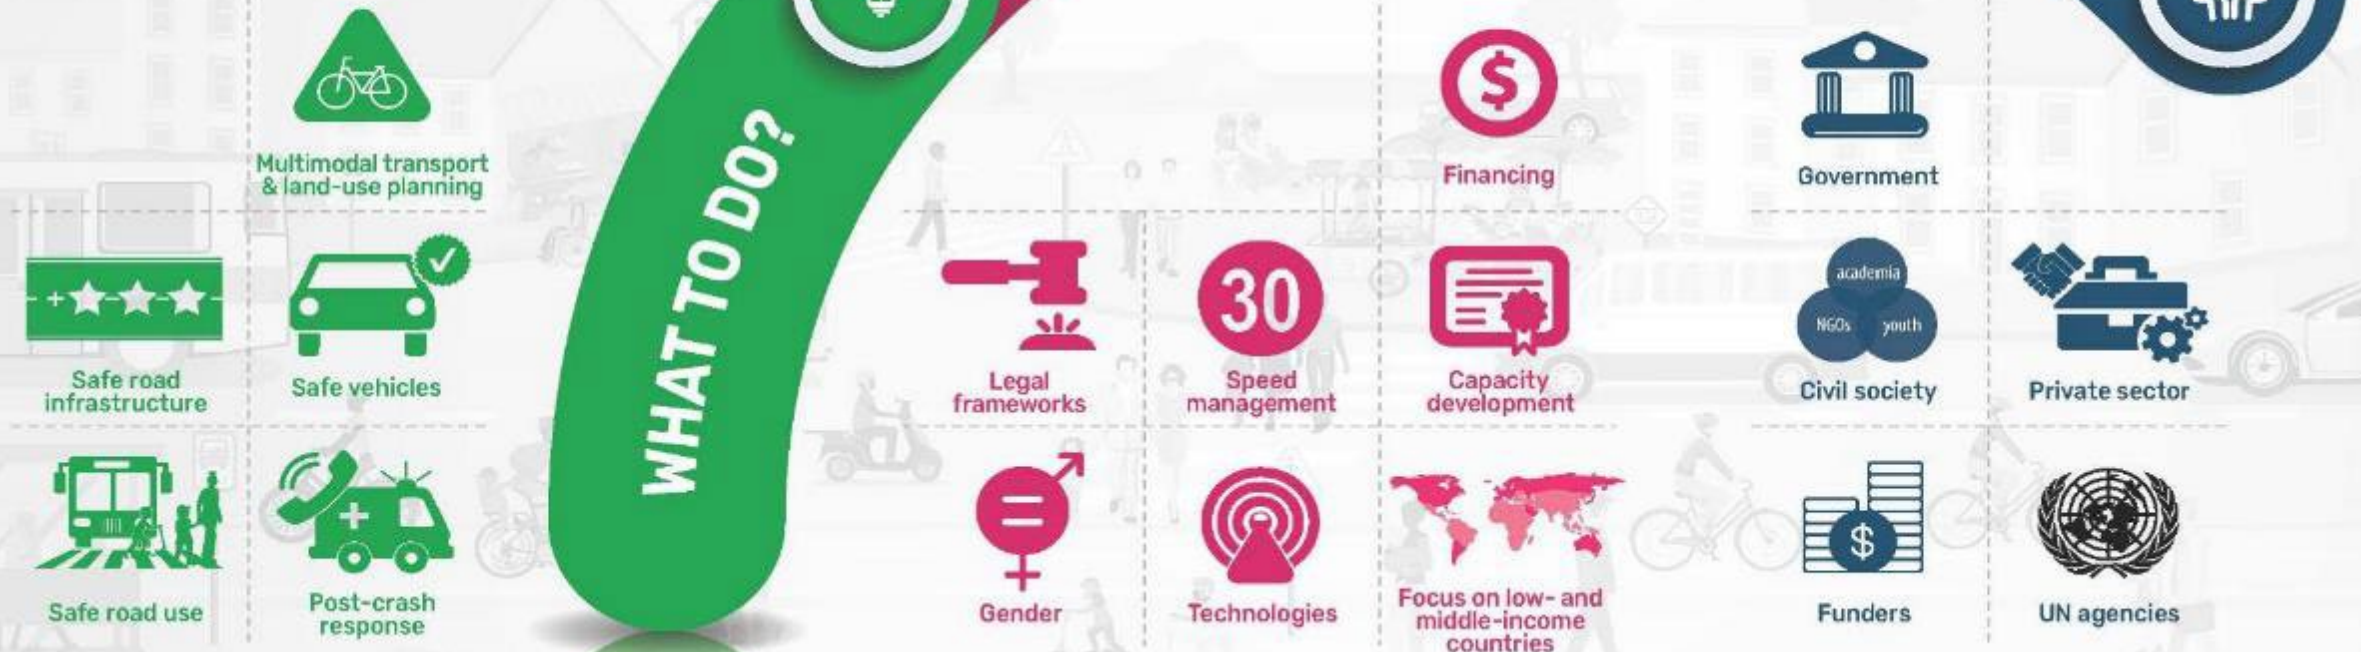 Multimodal transport
& land-use planning
Safe road
infrastructure
Safe vehicles
Safe road use
Post-crash
response
WHAT TO DO?
$
Financing
Legal
frameworks
30
Speed
management
Capacity
development
Gender
Technologies
Focus on low- and
middle-income
countries
Government
academia
NGOs youth
Civil society
Private sector
$
Funders
UN agencies